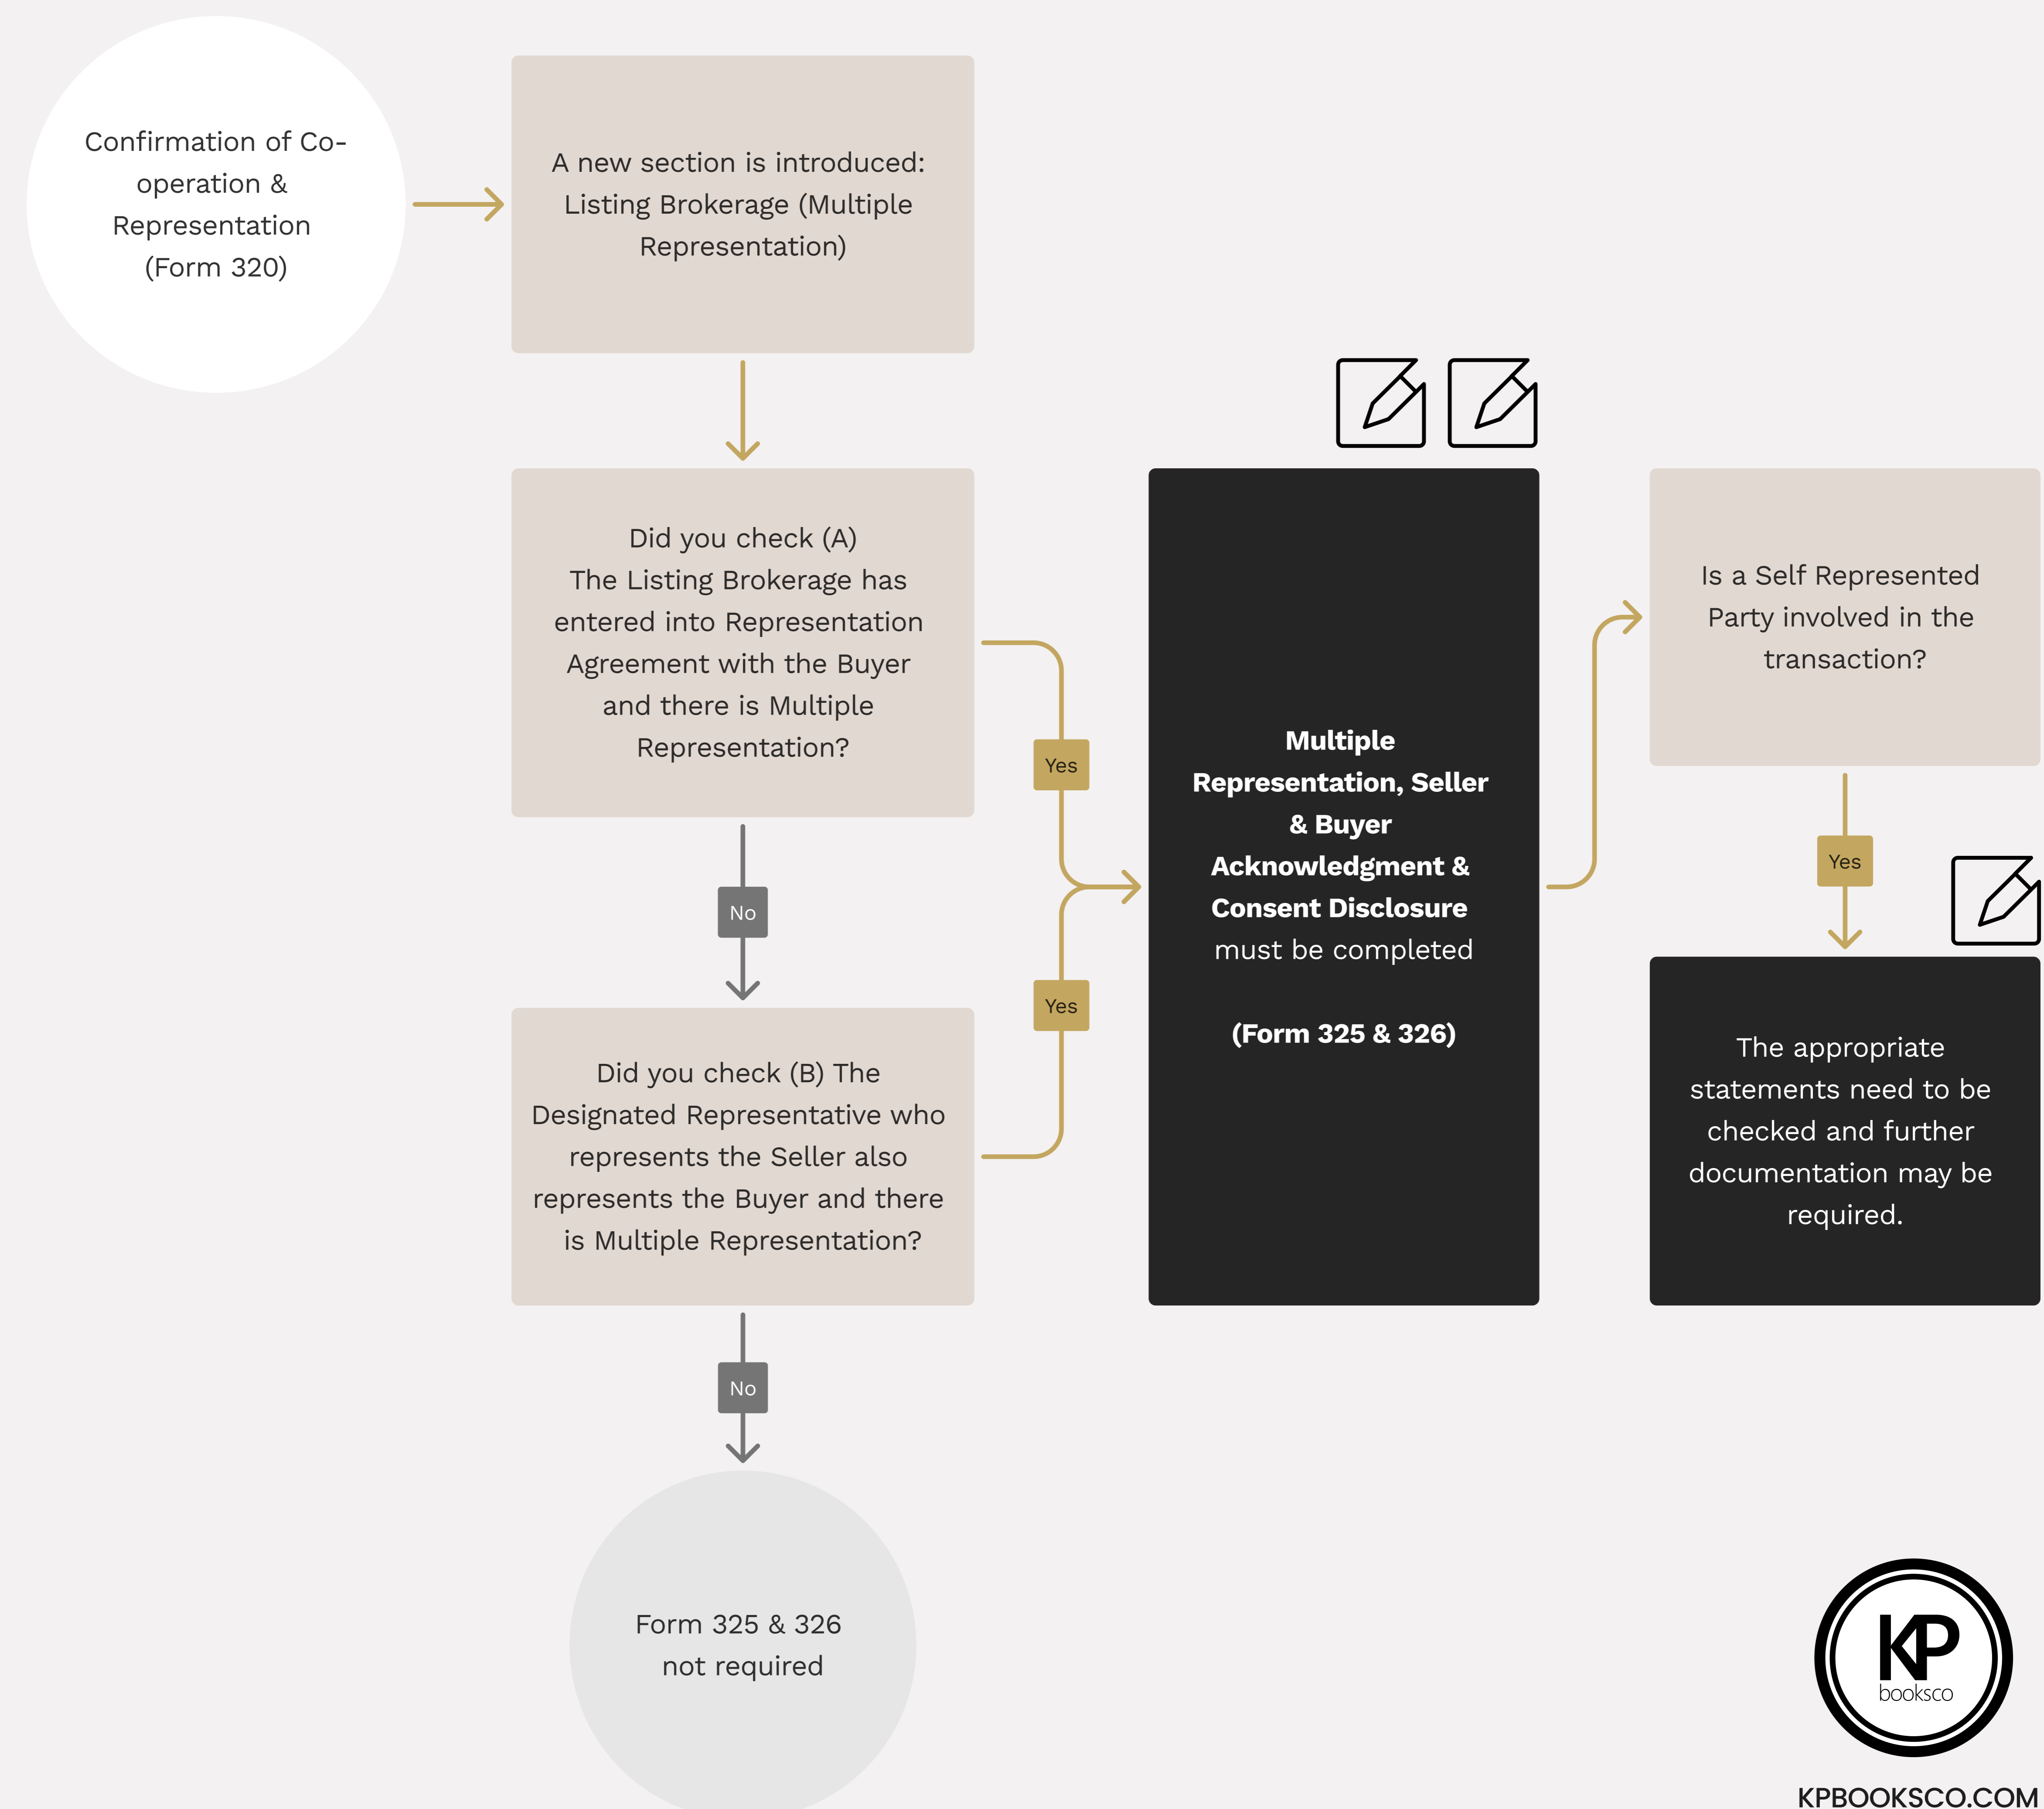 Confirmation of Co-
operation &
Representation
(Form 320)
A new section is introduced:
Listing Brokerage (Multiple
Representation)
Did you check (A)
The Listing Brokerage has
entered into Representation
Agreement with the Buyer
and there is Multiple
Representation?
Yes
No
Did you check (B) The
Designated Representative who
represents the Seller also
represents the Buyer and there
is Multiple Representation?
Yes
No
Form 325 & 326
not required
Multiple
Representation, Seller
& Buyer
Acknowledgment &
Consent Disclosure
must be completed
(Form 325 & 326)
Is a Self Represented
Party involved in the
transaction?
Yes
The appropriate
statements need to be
checked and further
documentation may be
required.
KP
booksco
KPBOOKSCO.COM